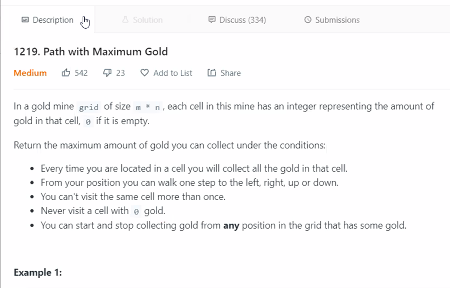 Description Solution Discuss (334) Submissions
1219. Path with Maximum Gold
Medium 542 23 Add to List Share
In a gold mine grid of size m * n, each cell in this mine has an integer representing the amount of
gold in that cell, 0 if it is empty.
Return the maximum amount of gold you can collect under the conditions:
• Every time you are located in a cell you will collect all the gold in that cell.
• From your position you can walk one step to the left, right, up or down.
• You can't visit the same cell more than once.
• Never visit a cell with 0 gold.
• You can start and stop collecting gold from any position in the grid that has some gold.
Example 1: